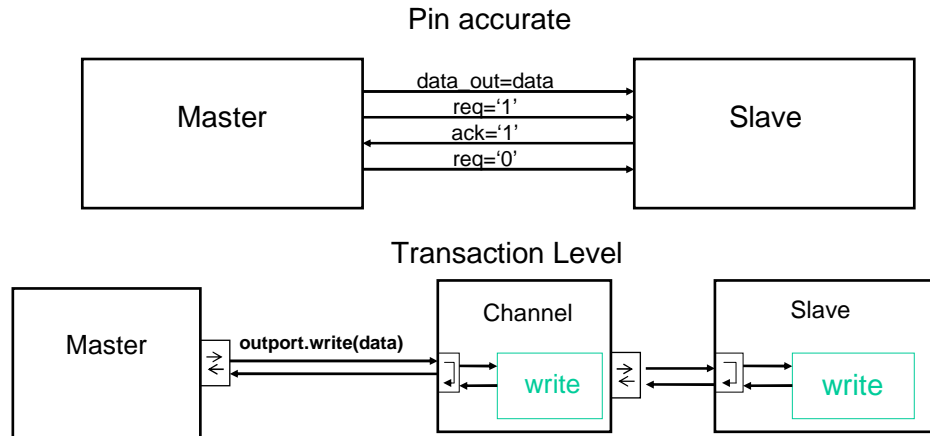 Pin accurate
Master
data_out=data
req=‘1’
ack=‘1’
req=‘0’
Slave
Transaction Level
Master
outport.write(data)
Channel
write
Slave
write